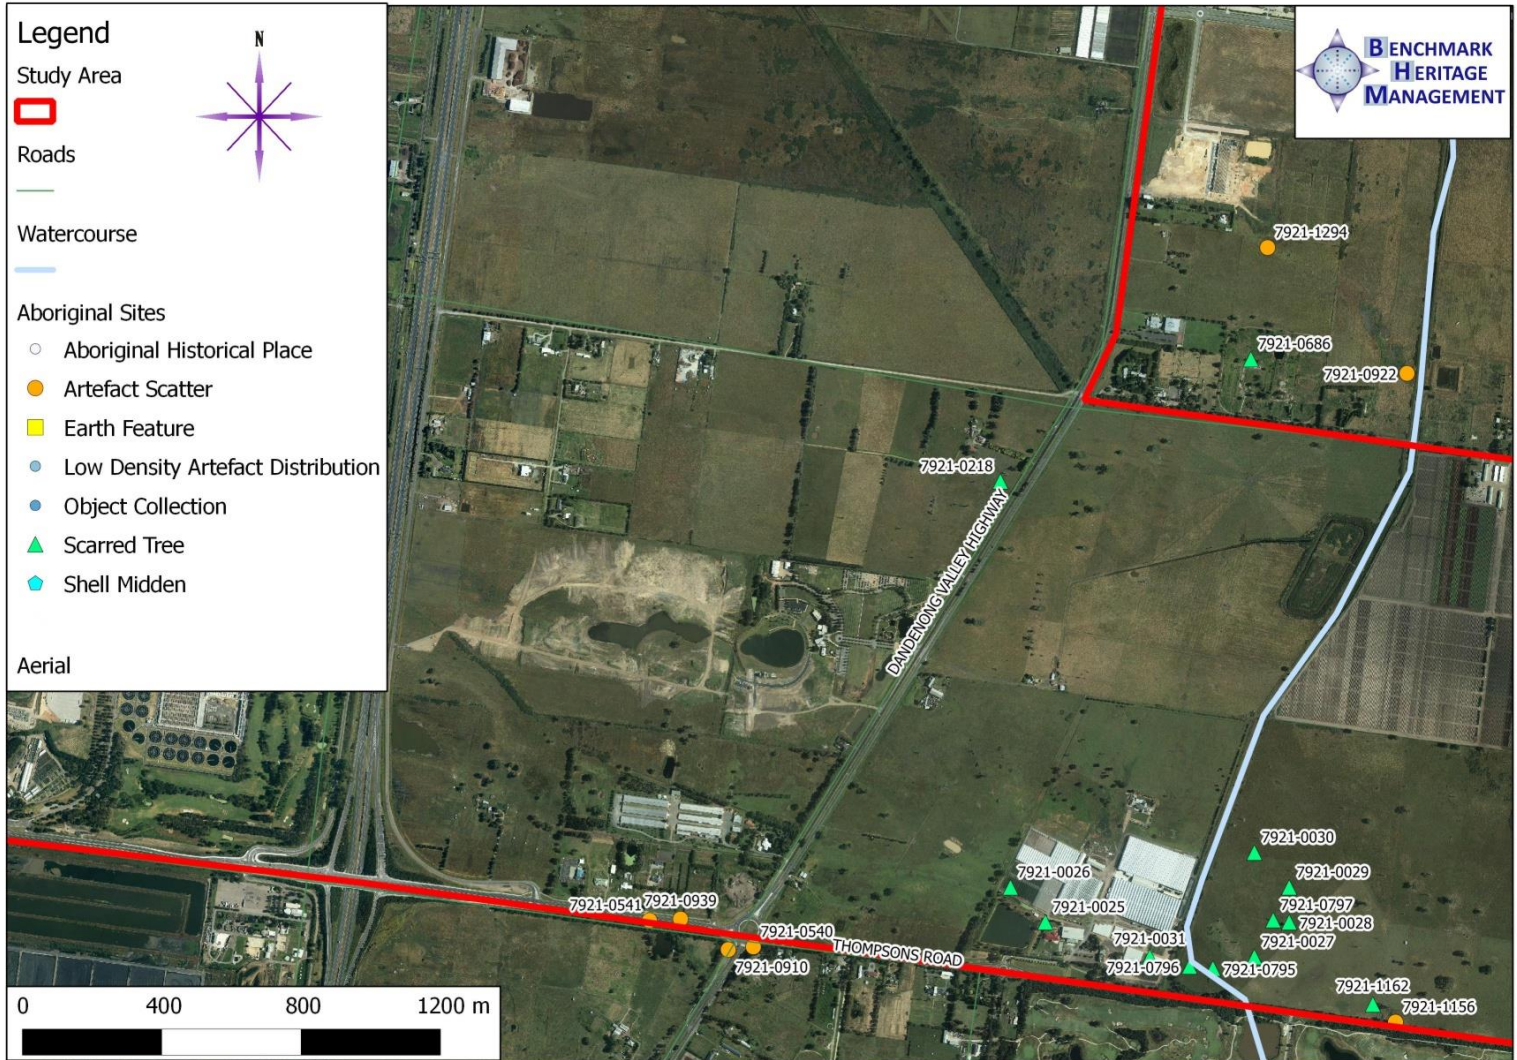 Legend
N
Study Area
Roads
Watercourse
Aboriginal Sites
Aboriginal Historical Place
Artefact Scatter
Earth Feature
Low Density Artefact Distribution
Object Collection
Scarred Tree
Shell Midden
Aerial
BENCHMARK
HERITAGE
MANAGEMENT
7921-1294
7921-0686
7921-0922
7921-0218
DANDENONG VALLEY HIGHWAY
7921-0030
7921-0026
7921-0029
7921-0541
7921-0939
7921-0025
7921-0797
7921-0028
7921-0540
7921-0031
7921-0027
THOMPSONS ROAD
7921-0910
7921-0796
7921-0795
7921-1162
7921-1156
0 400 800 1200 m